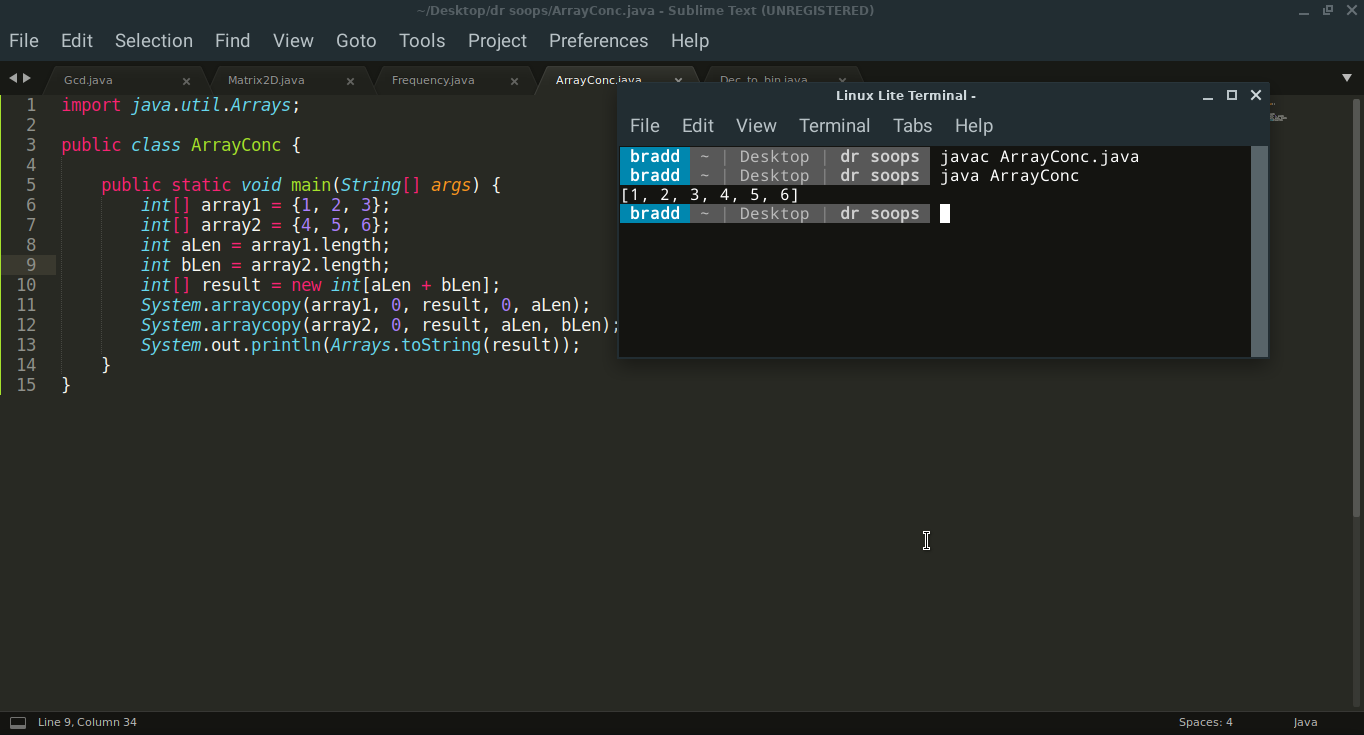 ~/Desktop/dr soops/ArrayConc.java - Sublime Text (UNREGISTERED)
File Edit Selection Find View Goto Tools Project Preferences Help
Gcd.java Matrix2D.java Frequency.java ArrayConc.java Dec_to_bin.java
1 import java.util.Arrays;
2
3 public class ArrayConc {
4
5     public static void main(String[] args) {
6         int[] array1 = {1, 2, 3};
7         int[] array2 = {4, 5, 6};
8         int aLen = array1.length;
9         int bLen = array2.length;
10         int[] result = new int[aLen + bLen];
11         System.arraycopy(array1, 0, result, 0, aLen);
12         System.arraycopy(array2, 0, result, aLen, bLen);
13         System.out.println(Arrays.toString(result));
14     }
15 }
Linux Lite Terminal -
File Edit View Terminal Tabs Help
bradd ~ | Desktop | dr soops javac ArrayConc.java
bradd ~ | Desktop | dr soops java ArrayConc
[1, 2, 3, 4, 5, 6]
bradd ~ | Desktop | dr soops
Line 9, Column 34 Spaces: 4 Java